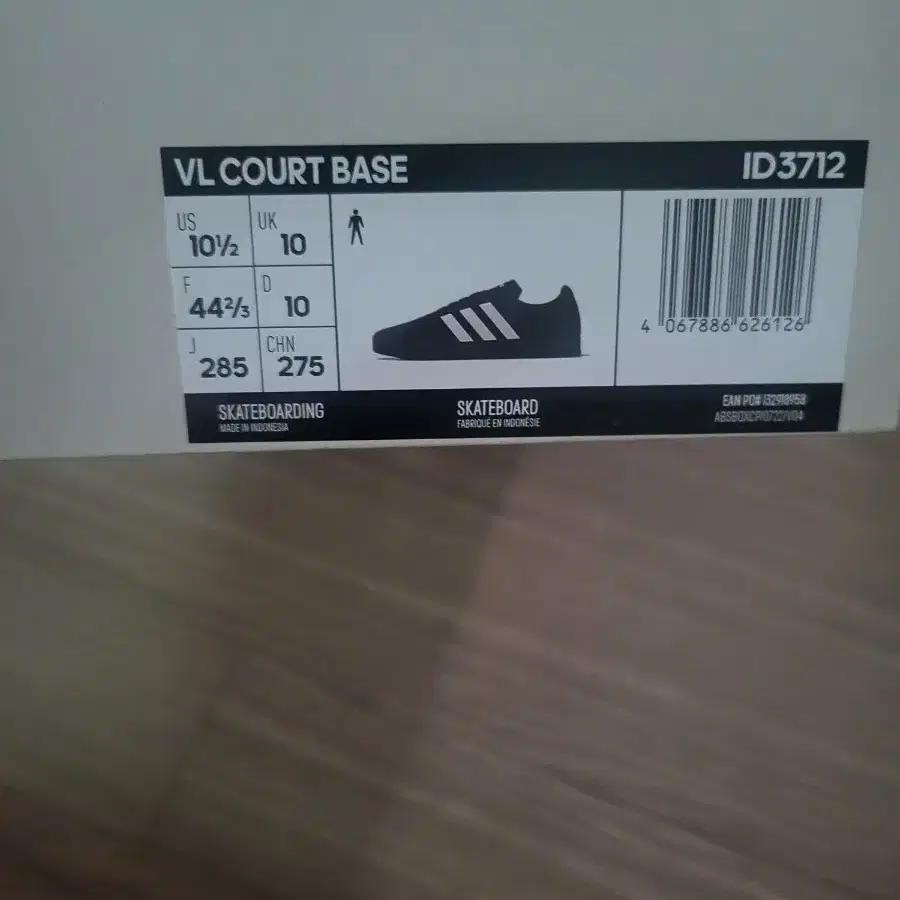 VL COURT BASE
ID3712
US
10½
UK
10
F
44⅔
D
10
J
285
CHN
275
4 067886 626126
SKATEBOARDING
MADE IN INDONESIA
SKATEBOARD
FABRIQUÉ EN INDONÉSIE
EAN PO#